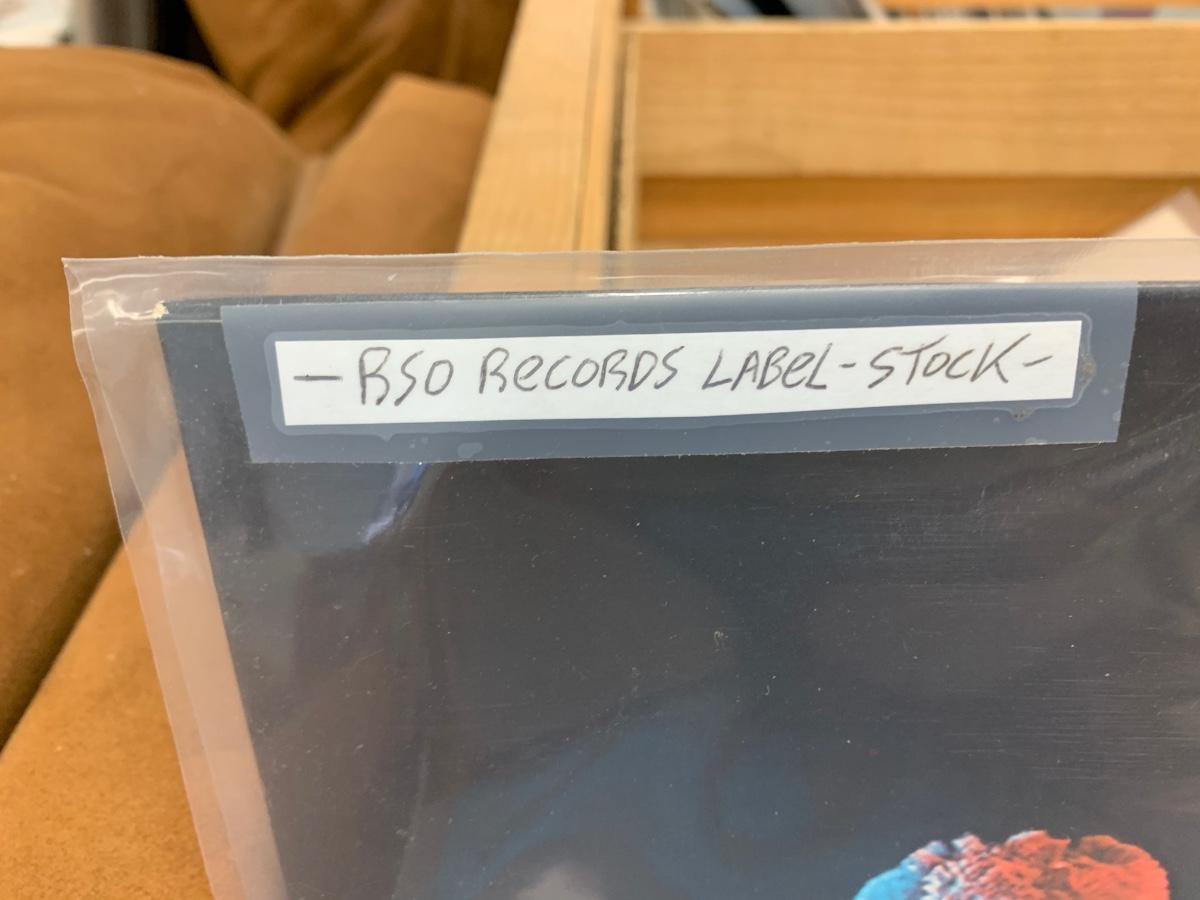 — RSO RECORDS LABEL - STOCK -